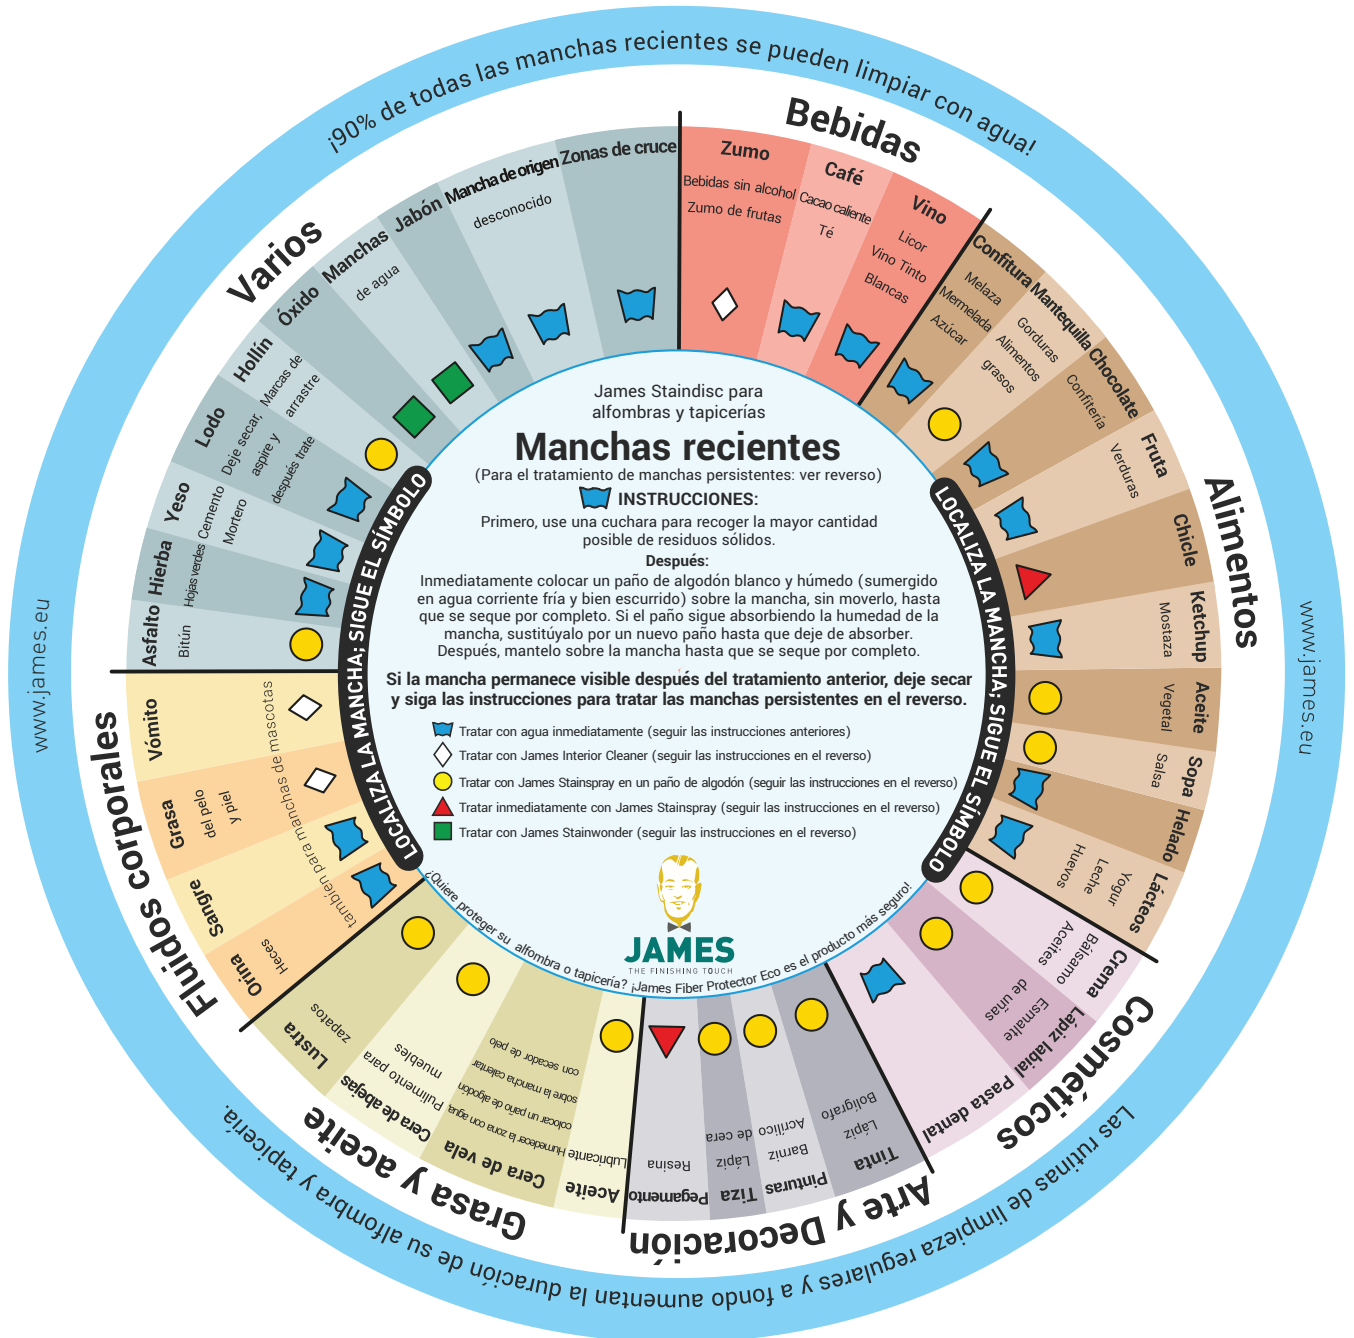 ¡90% de todas las manchas recientes se pueden limpiar con agua!
www.james.eu
Las rutinas de limpieza regulares y a fondo aumentan la duración de su alfombra y tapicería.
www.james.eu
Bebidas
Zumo
Bebidas sin alcohol
Zumo de frutas
Café
Cacao caliente
Té
Vino
Licor
Vino Tinto
Blancas
Alimentos
Confitura
Melaza
Mermelada
Azúcar
Mantequilla
Gorduras
Alimentos
grasos
Chocolate
Confitería
Fruta
Verduras
Chicle
Ketchup
Mostaza
Aceite
Vegetal
Sopa
Salsa
Helado
Lácteos
Yogur
Leche
Huevos
Cosméticos
Crema
Bálsamo
Aceites
Lápiz labial
Esmalte
de uñas
Pasta dental
Arte y Decoración
Tinta
Lápiz
Bolígrafo
Pinturas
Barniz
Acrílico
Tiza
Lápiz
de cera
Pegamento
Resina
Grasa y aceite
Aceite
Lubricante
Cera de vela
Humedecer la zona con agua,
colocar un paño de algodón
sobre la mancha calentar
con secador de pelo
Cera de abejas
Pulimento para
muebles
Lustra
zapatos
Fluidos corporales
Orina
Heces
Sangre
Grasa
del pelo
y piel
Vómito
también para manchas de mascotas
Varios
Asfalto
Bitún
Hierba
Hojas verdes
Yeso
Cemento
Mortero
Lodo
Deje secar,
aspire y
después trate
Hollín
Marcas de
arrastre
Óxido
Manchas
de agua
Jabón
Mancha de origen
desconocido
Zonas de cruce
LOCALIZA LA MANCHA; SIGUE EL SÍMBOLO
LOCALIZA LA MANCHA; SIGUE EL SÍMBOLO
James Staindisc para
alfombras y tapicerías
Manchas recientes
(Para el tratamiento de manchas persistentes: ver reverso)
INSTRUCCIONES:
Primero, use una cuchara para recoger la mayor cantidad
posible de residuos sólidos.
Después:
Inmediatamente colocar un paño de algodón blanco y húmedo (sumergido
en agua corriente fría y bien escurrido) sobre la mancha, sin moverlo, hasta
que se seque por completo. Si el paño sigue absorbiendo la humedad de la
mancha, sustitúyalo por un nuevo paño hasta que deje de absorber.
Después, mantelo sobre la mancha hasta que se seque por completo.
Si la mancha permanece visible después del tratamiento anterior, deje secar
y siga las instrucciones para tratar las manchas persistentes en el reverso.
Tratar con agua inmediatamente (seguir las instrucciones anteriores)
Tratar con James Interior Cleaner (seguir las instrucciones en el reverso)
Tratar con James Stainspray en un paño de algodón (seguir las instrucciones en el reverso)
Tratar inmediatamente con James Stainspray (seguir las instrucciones en el reverso)
Tratar con James Stainwonder (seguir las instrucciones en el reverso)
JAMES
THE FINISHING TOUCH
¿Quiere proteger su alfombra o tapicería? ¡James Fiber Protector Eco es el producto más seguro!